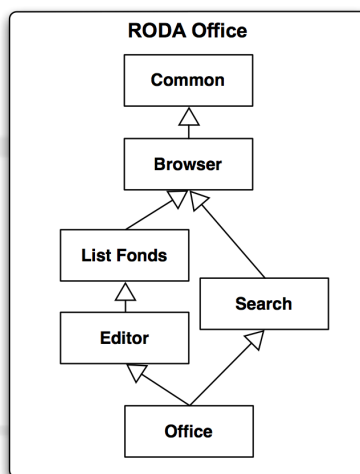 RODA Office
Common
Browser
List Fonds
Search
Editor
Office